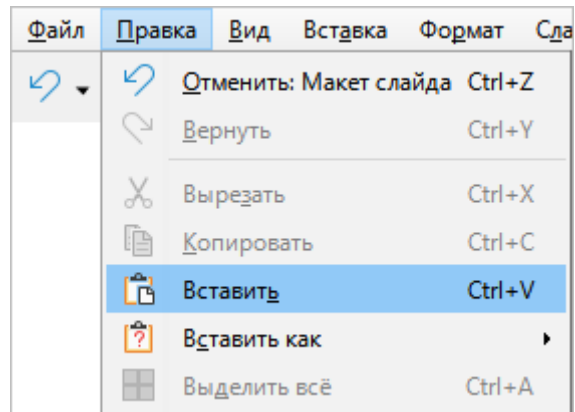 Файл Правка Вид Вставка Формат Сла
Отменить: Макет слайда Ctrl+Z
Вернуть Ctrl+Y
Вырезать Ctrl+X
Копировать Ctrl+C
Вставить Ctrl+V
Вставить как
Выделить всё Ctrl+A